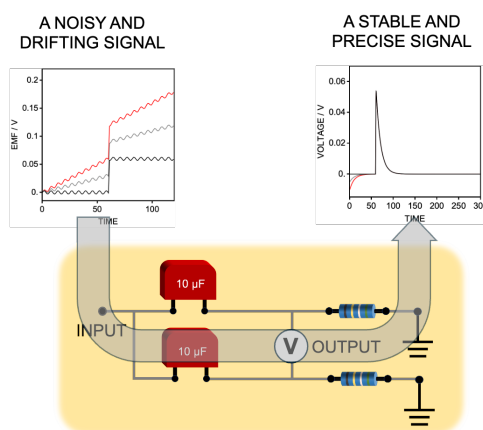 A NOISY AND
DRIFTING SIGNAL
A STABLE AND
PRECISE SIGNAL
EMF / V
0.2
0.15
0.1
0.05
0.
0
50
100
TIME
VOLTAGE / V
0.06
0.04
0.02
0.
0
50
100
150
200
250
300
TIME
10 µF
INPUT
10 µF
V
OUTPUT